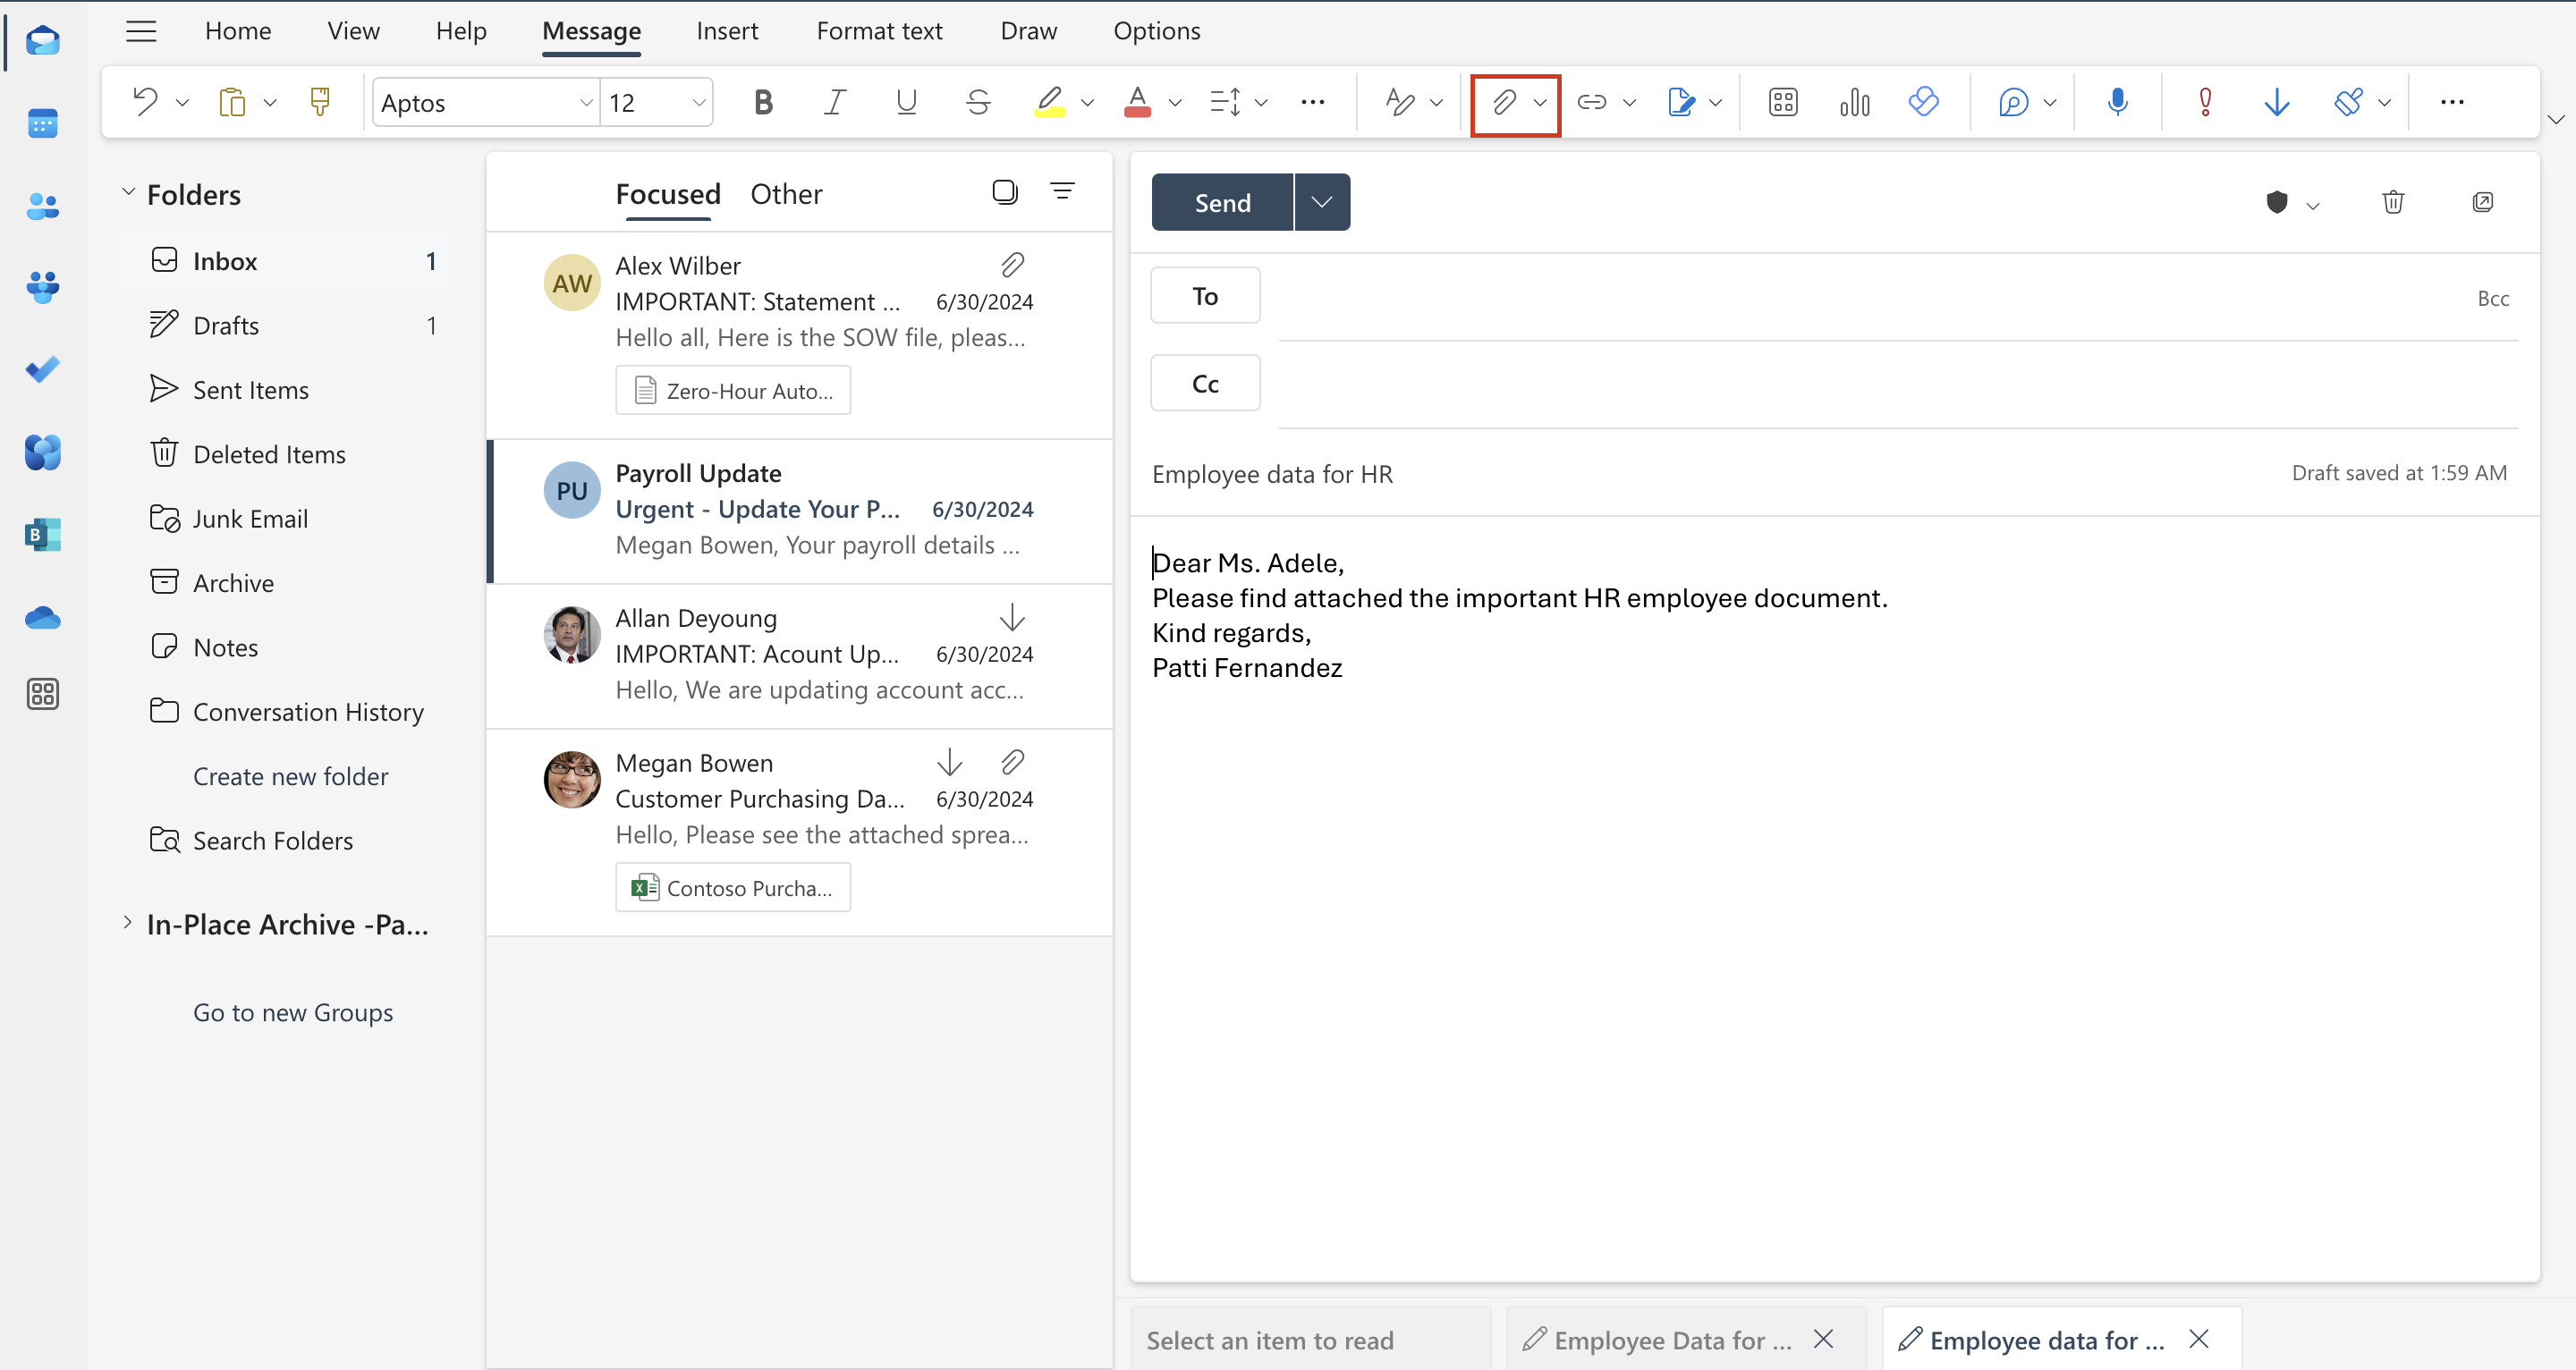 Home View Help Message Insert Format text Draw Options
Aptos 12
Folders
Inbox 1
Drafts 1
Sent Items
Deleted Items
Junk Email
Archive
Notes
Conversation History
Create new folder
Search Folders
In-Place Archive -Pa...
Go to new Groups
Focused Other
AW
Alex Wilber
IMPORTANT: Statement ... 6/30/2024
Hello all, Here is the SOW file, pleas...
Zero-Hour Auto...
PU
Payroll Update
Urgent - Update Your P... 6/30/2024
Megan Bowen, Your payroll details ...
Allan Deyoung
IMPORTANT: Acount Up... 6/30/2024
Hello, We are updating account acc...
Megan Bowen
Customer Purchasing Da... 6/30/2024
Hello, Please see the attached sprea...
Contoso Purcha...
Send
To Bcc
Cc
Employee data for HR Draft saved at 1:59 AM
Dear Ms. Adele,
Please find attached the important HR employee document.
Kind regards,
Patti Fernandez
Select an item to read Employee Data for ... Employee data for ...